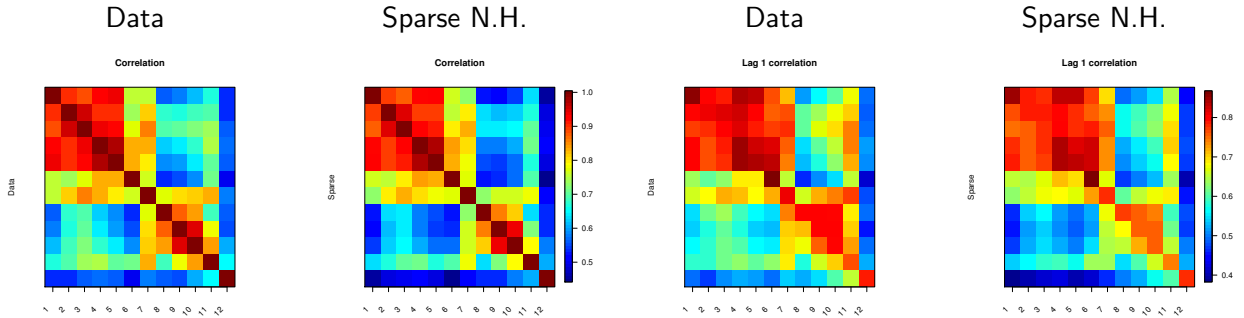 Data
Sparse N.H.
Data
Sparse N.H.
Correlation
Correlation
Lag 1 correlation
Lag 1 correlation
Data
1 2 3 4 5 6 7 8 9 10 11 12
Sparse
1 2 3 4 5 6 7 8 9 10 11 12
1.0
0.9
0.8
0.7
0.6
0.5
Data
1 2 3 4 5 6 7 8 9 10 11 12
Sparse
1 2 3 4 5 6 7 8 9 10 11 12
0.8
0.7
0.6
0.5
0.4